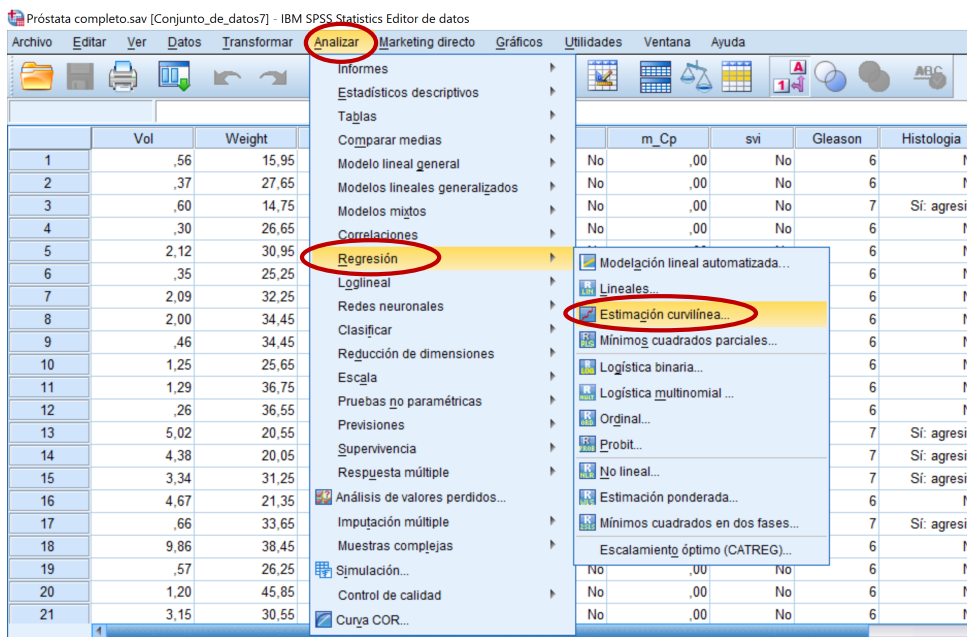 Próstata completo.sav [Conjunto_de_datos7] - IBM SPSS Statistics Editor de datos
Archivo Editar Ver Datos Transformar Analizar Marketing directo Gráficos Utilidades Ventana Ayuda
A
1
ABC
Informes
Estadísticos descriptivos
Tablas
Comparar medias
Modelo lineal general
Modelos lineales generalizados
Modelos mixtos
Correlaciones
Regresión
Loglineal
Redes neuronales
Clasificar
Reducción de dimensiones
Escala
Pruebas no paramétricas
Previsiones
Supervivencia
Respuesta múltiple
Análisis de valores perdidos...
Imputación múltiple
Muestras complejas
Simulación...
Control de calidad
Curva COR...
Modelación lineal automatizada...
Lineales...
Estimación curvilínea...
Mínimos cuadrados parciales...
Logística binaria...
Logística multinomial ...
Ordinal...
Probit...
No lineal...
Estimación ponderada...
Mínimos cuadrados en dos fases...
Escalamiento óptimo (CATREG)...
Vol Weight m_Cp svi Gleason Histologia
1 ,56 15,95 No ,00 No 6
2 ,37 27,65 No ,00 No 6
3 ,60 14,75 No ,00 No 7 Sí: agresi
4 ,30 26,65 No ,00 No 6
5 2,12 30,95 6
6 ,35 25,25 6
7 2,09 32,25 6
8 2,00 34,45 6
9 ,46 34,45 6
10 1,25 25,65 6
11 1,29 36,75 6
12 ,26 36,55 6
13 5,02 20,55 7 Sí: agresi
14 4,38 20,05 7 Sí: agresi
15 3,34 31,25 7 Sí: agresi
16 4,67 21,35 6
17 ,66 33,65 7 Sí: agresi
18 9,86 38,45 6
19 ,57 26,25 No ,00 No 6
20 1,20 45,85 No ,00 No 6
21 3,15 30,55 No ,00 No 6